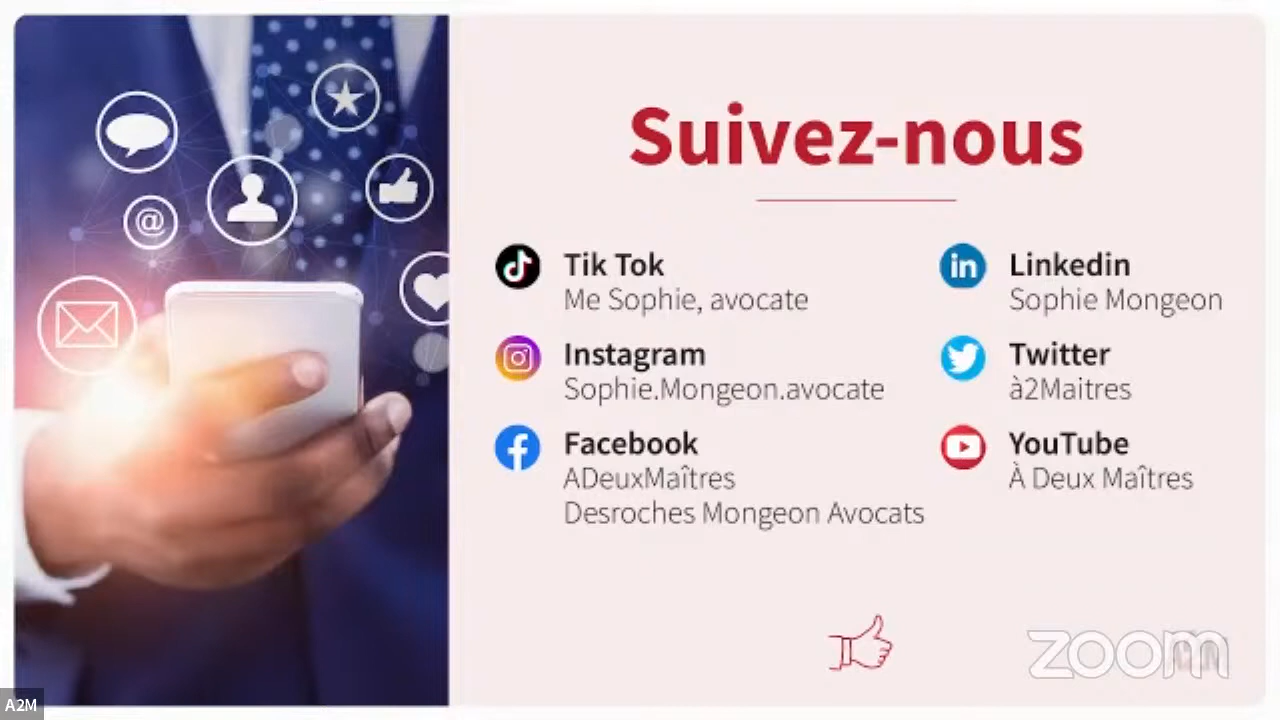 Suivez-nous
Tik Tok
Me Sophie, avocate
Instagram
Sophie.Mongeon.avocate
Facebook
ADeuxMaîtres
Desroches Mongeon Avocats
Linkedin
Sophie Mongeon
Twitter
à2Maitres
YouTube
À Deux Maîtres
zoom
A2M